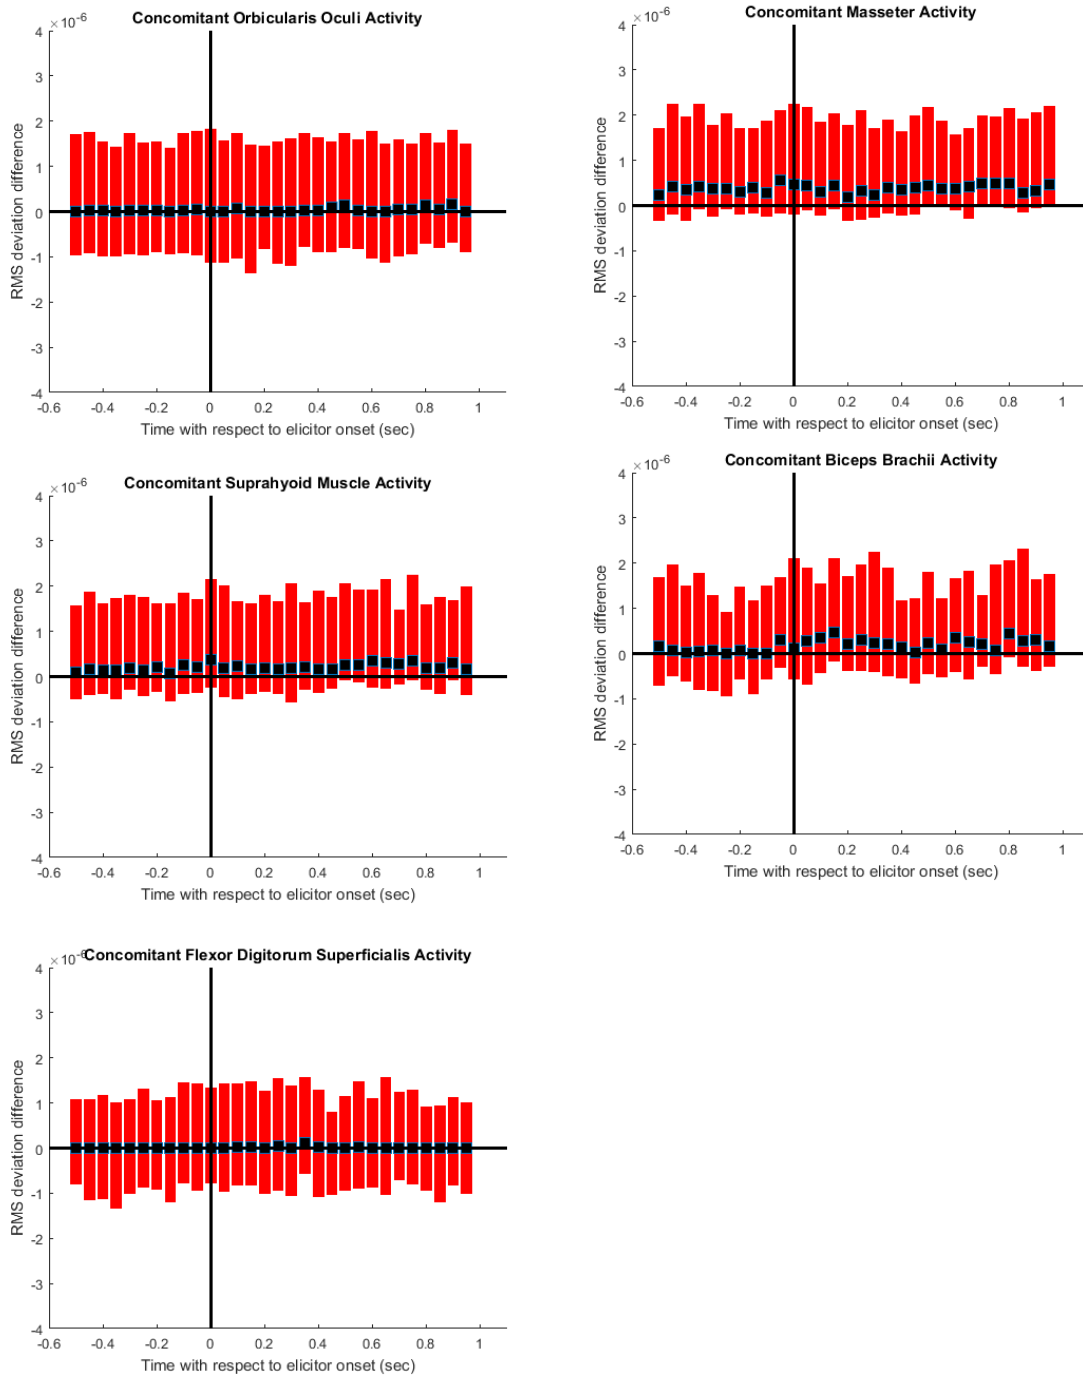 Concomitant Orbicularis Oculi Activity
×10-6
4
3
2
1
0
-1
-2
-3
-4
RMS deviation difference
-0.6 -0.4 -0.2 0 0.2 0.4 0.6 0.8 1
Time with respect to elicitor onset (sec)
Concomitant Masseter Activity
×10-6
4
3
2
1
0
-1
-2
-3
-4
RMS deviation difference
-0.6 -0.4 -0.2 0 0.2 0.4 0.6 0.8 1
Time with respect to elicitor onset (sec)
Concomitant Suprahyoid Muscle Activity
×10-6
4
3
2
1
0
-1
-2
-3
-4
RMS deviation difference
-0.6 -0.4 -0.2 0 0.2 0.4 0.6 0.8 1
Time with respect to elicitor onset (sec)
Concomitant Biceps Brachii Activity
×10-6
4
3
2
1
0
-1
-2
-3
-4
RMS deviation difference
-0.6 -0.4 -0.2 0 0.2 0.4 0.6 0.8 1
Time with respect to elicitor onset (sec)
Concomitant Flexor Digitorum Superficialis Activity
×10-6
4
3
2
1
0
-1
-2
-3
-4
RMS deviation difference
-0.6 -0.4 -0.2 0 0.2 0.4 0.6 0.8 1
Time with respect to elicitor onset (sec)